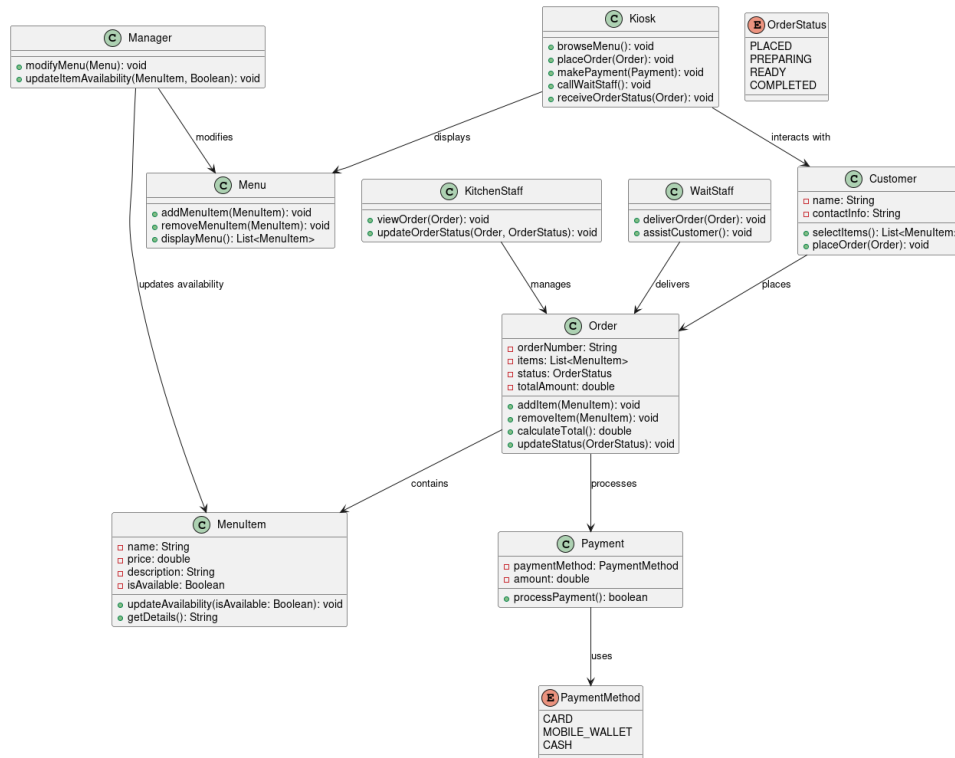 C Manager
modifyMenu(Menu): void
updateItemAvailability(MenuItem, Boolean): void
C Kiosk
browseMenu(): void
placeOrder(Order): void
makePayment(Payment): void
callWaitStaff(): void
receiveOrderStatus(Order): void
E OrderStatus
PLACED
PREPARING
READY
COMPLETED
modifies
displays
interacts with
C Menu
addMenuItem(MenuItem): void
removeMenuItem(MenuItem): void
displayMenu(): List<MenuItem>
C KitchenStaff
viewOrder(Order): void
updateOrderStatus(Order, OrderStatus): void
C WaitStaff
deliverOrder(Order): void
assistCustomer(): void
C Customer
name: String
contactInfo: String
selectItems(): List<MenuItem>
placeOrder(Order): void
updates availability
manages
delivers
places
C Order
orderNumber: String
items: List<MenuItem>
status: OrderStatus
totalAmount: double
addItem(MenuItem): void
removeItem(MenuItem): void
calculateTotal(): double
updateStatus(OrderStatus): void
contains
processes
C MenuItem
name: String
price: double
description: String
isAvailable: Boolean
updateAvailability(isAvailable: Boolean): void
getDetails(): String
C Payment
paymentMethod: PaymentMethod
amount: double
processPayment(): boolean
uses
E PaymentMethod
CARD
MOBILE_WALLET
CASH